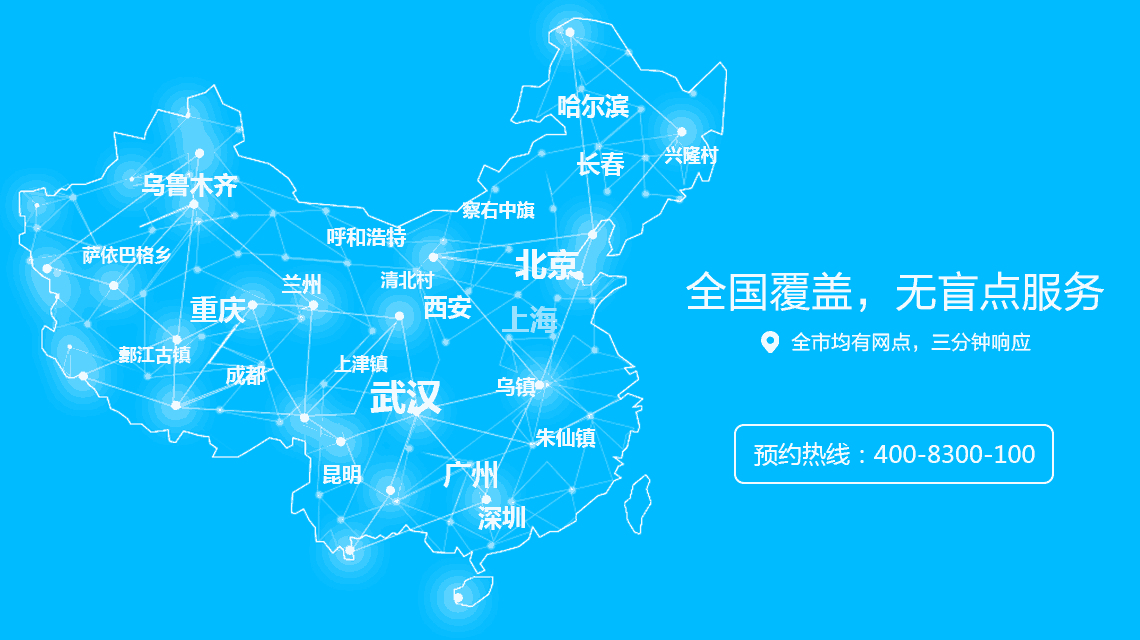 哈尔滨
长春
兴隆村
乌鲁木齐
察石中旗
呼和浩特
萨依巴格乡
北京
清北村
兰州
重庆
西安
上海
全国覆盖，无盲点服务
全市均有网点，三分钟响应
鄯江古镇
上津镇
成都
武汉
乌镇
朱仙镇
预约热线：400-8300-100
昆明
广州
深圳